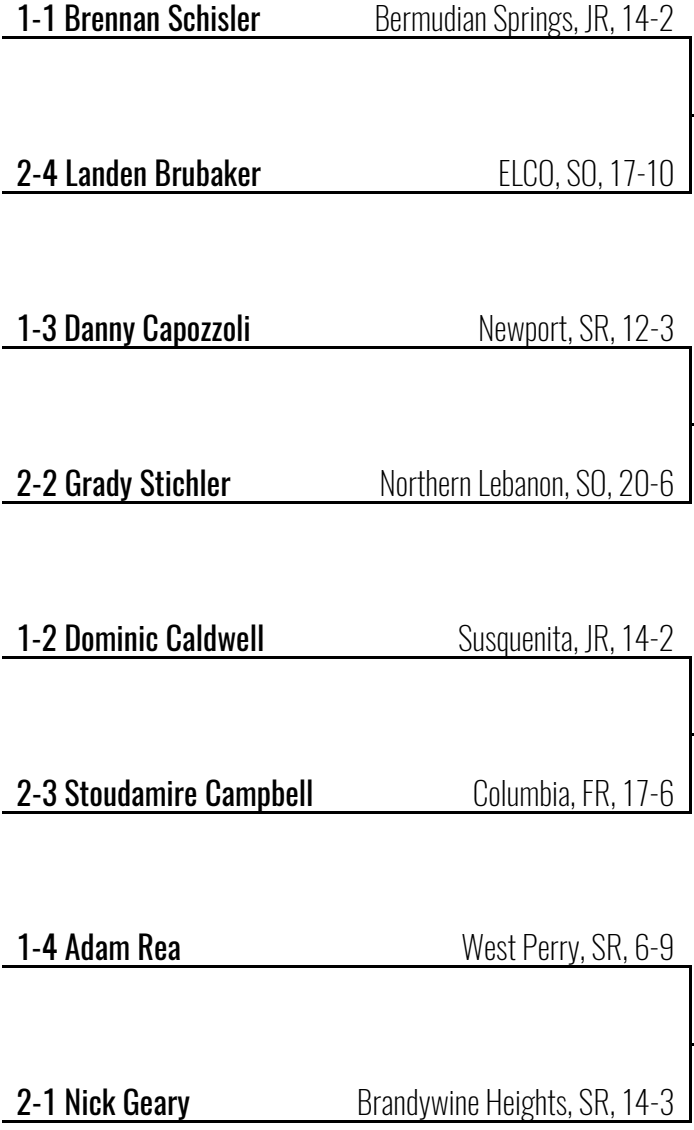 1-1 Brennan Schisler Bermudian Springs, JR, 14-2
2-4 Landen Brubaker ELCO, SO, 17-10
1-3 Danny Capozzoli Newport, SR, 12-3
2-2 Grady Stichler Northern Lebanon, SO, 20-6
1-2 Dominic Caldwell Susquenita, JR, 14-2
2-3 Stoudamire Campbell Columbia, FR, 17-6
1-4 Adam Rea West Perry, SR, 6-9
2-1 Nick Geary Brandywine Heights, SR, 14-3